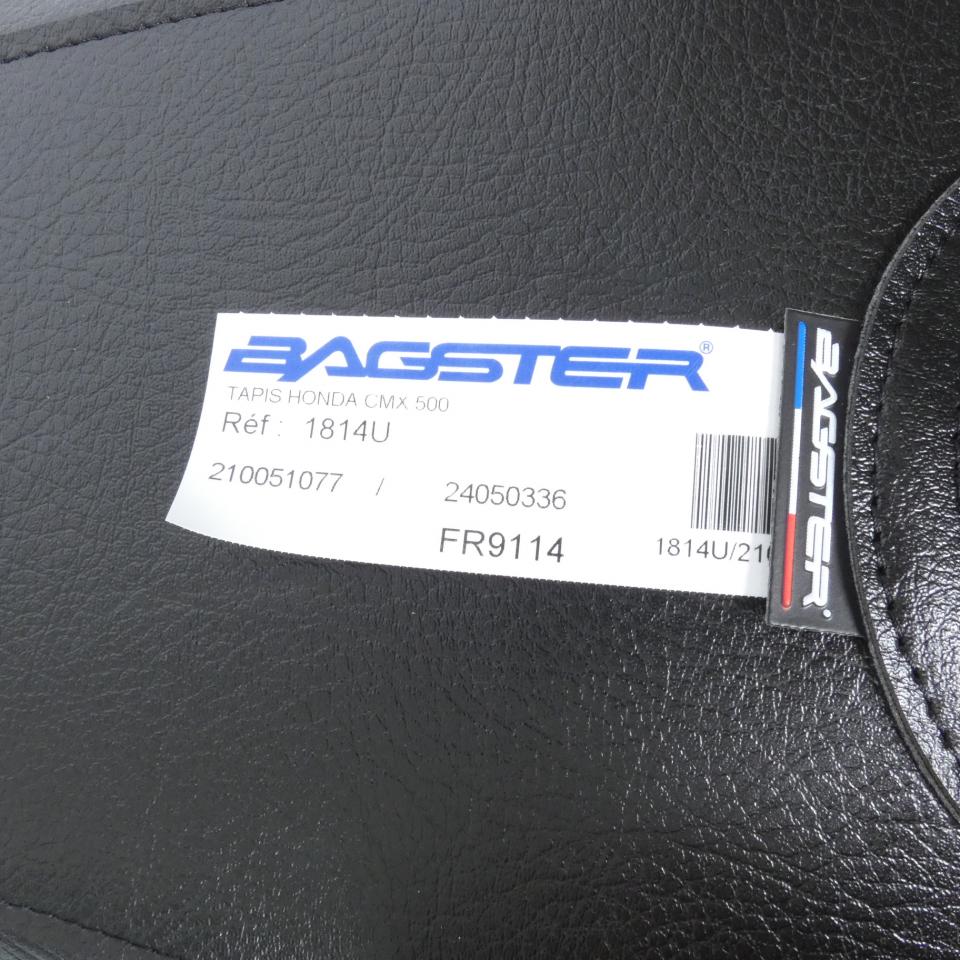 BAGSTER®
TAPIS HONDA CMX 500
Réf : 1814U
210051077 / 24050336
FR9114
1814U/21
BAGSTER